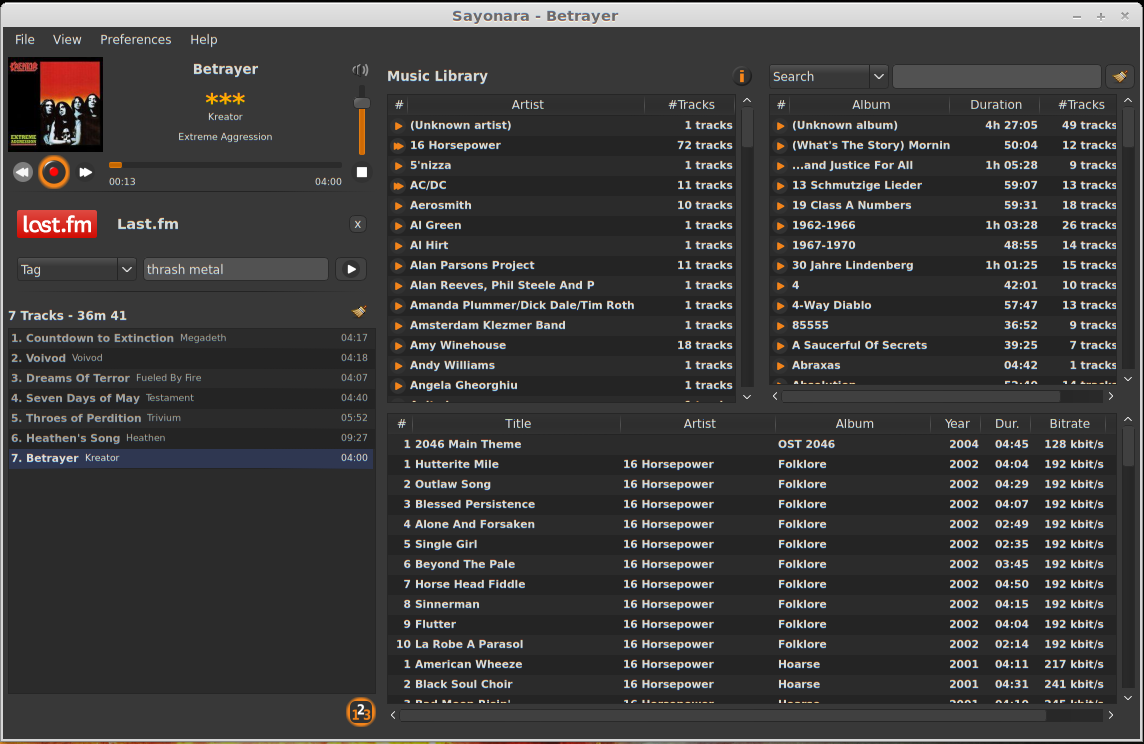 Sayonara - Betrayer
File View Preferences Help
Betrayer
***
Kreator
Extreme Aggression
KREATOR
EXTREME
AGGRESSION
00:13 04:00
last.fm Last.fm X
Tag thrash metal
7 Tracks - 36m 41
1. Countdown to Extinction Megadeth 04:17
2. Voivod Voivod 04:18
3. Dreams Of Terror Fueled By Fire 04:07
4. Seven Days of May Testament 04:40
5. Throes of Perdition Trivium 05:52
6. Heathen's Song Heathen 09:27
7. Betrayer Kreator 04:00
123
Music Library i
# Artist #Tracks
(Unknown artist) 1 tracks
16 Horsepower 72 tracks
5'nizza 1 tracks
AC/DC 11 tracks
Aerosmith 10 tracks
Al Green 1 tracks
Al Hirt 1 tracks
Alan Parsons Project 11 tracks
Alan Reeves, Phil Steele And P 1 tracks
Amanda Plummer/Dick Dale/Tim Roth 1 tracks
Amsterdam Klezmer Band 1 tracks
Amy Winehouse 18 tracks
Andy Williams 1 tracks
Angela Gheorghiu 1 tracks
Search
# Album Duration #Tracks
(Unknown album) 4h 27:05 49 tracks
(What's The Story) Mornin 50:04 12 tracks
...and Justice For All 1h 05:28 9 tracks
13 Schmutzige Lieder 59:07 13 tracks
19 Class A Numbers 59:31 18 tracks
1962-1966 1h 03:28 26 tracks
1967-1970 48:55 14 tracks
30 Jahre Lindenberg 1h 01:25 15 tracks
4 42:01 10 tracks
4-Way Diablo 57:47 13 tracks
85555 36:52 9 tracks
A Saucerful Of Secrets 39:25 7 tracks
Abraxas 04:42 1 tracks
# Title Artist Album Year Dur. Bitrate
1 2046 Main Theme OST 2046 2004 04:45 128 kbit/s
1 Hutterite Mile 16 Horsepower Folklore 2002 04:04 192 kbit/s
2 Outlaw Song 16 Horsepower Folklore 2002 04:29 192 kbit/s
3 Blessed Persistence 16 Horsepower Folklore 2002 04:07 192 kbit/s
4 Alone And Forsaken 16 Horsepower Folklore 2002 02:49 192 kbit/s
5 Single Girl 16 Horsepower Folklore 2002 02:35 192 kbit/s
6 Beyond The Pale 16 Horsepower Folklore 2002 03:45 192 kbit/s
7 Horse Head Fiddle 16 Horsepower Folklore 2002 04:50 192 kbit/s
8 Sinnerman 16 Horsepower Folklore 2002 04:15 192 kbit/s
9 Flutter 16 Horsepower Folklore 2002 04:04 192 kbit/s
10 La Robe A Parasol 16 Horsepower Folklore 2002 02:14 192 kbit/s
1 American Wheeze 16 Horsepower Hoarse 2001 04:11 217 kbit/s
2 Black Soul Choir 16 Horsepower Hoarse 2001 04:31 241 kbit/s